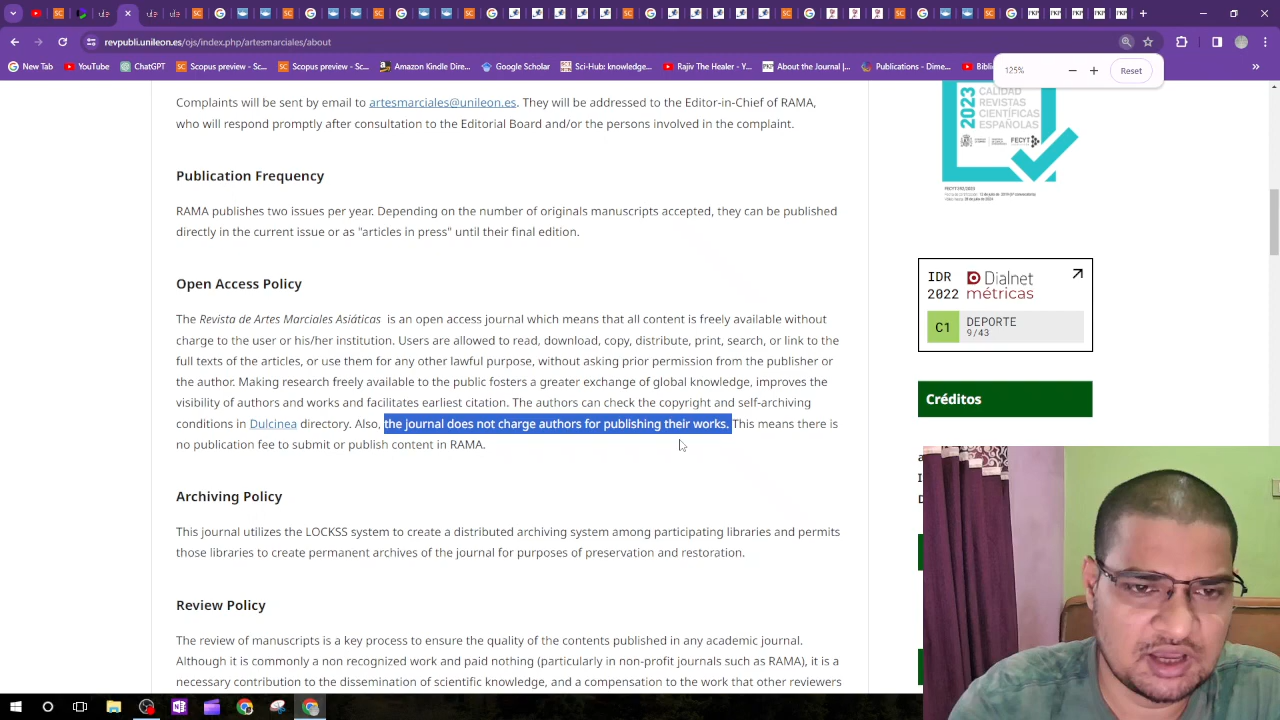 revpubli.unileon.es/ojs/index.php/artesmarciales/about
New Tab
YouTube
ChatGPT
Scopus preview - Sc...
Scopus preview - Sc...
Amazon Kindle Dire...
Google Scholar
Sci-Hub: knowledge...
Rajiv The Healer - Y...
About the Journal |...
Publications - Dime...
»
125%
Reset
Complaints will be sent by email to artesmarciales@unileon.es. They will be addressed to the Editor-in-Chief of RAMA,
who will respond
consultation to the Editorial Board and/or the persons involved in the complaint.
Publication Frequency
RAMA publishes two issues per year. Depending on the number of originals manuscripts accepted, they can be published
directly in the current issue or as "articles in press" until their final edition.
Open Access Policy
The Revista de Artes Marciales Asiáticas is an open access journal which means that all content is freely available without
charge to the user or his/her institution. Users are allowed to read, download, copy, distribute, print, search, or link to the
full texts of the articles, or use them for any other lawful purpose, without asking prior permission from the publisher or
the author. Making research freely available to the public fosters a greater exchange of global knowledge, improves the
visibility of authors and works and facilitates earliest citation. The authors can check the copyright and self-archiving
conditions in Dulcinea directory. Also, the journal does not charge authors for publishing their works. This means there is
no publication fee to submit or publish content in RAMA.
Archiving Policy
This journal utilizes the LOCKSS system to create a distributed archiving system among participating libraries and permits
those libraries to create permanent archives of the journal for purposes of preservation and restoration.
Review Policy
The review of manuscripts is a key process to ensure the quality of the contents published in any academic journal.
Although it is commonly a non recognized work and paid nothing (particularly in non-profit journals such as RAMA), it is a
necessary contribution to the dissemination of scientific knowledge, and a compensation to the work that other reviewers
2023
CALIDAD
REVISTAS
CIENTÍFICAS
ESPAÑOLAS
FECYT
IDR
2022
Dialnet
métricas
C1
DEPORTE
9/43
Créditos